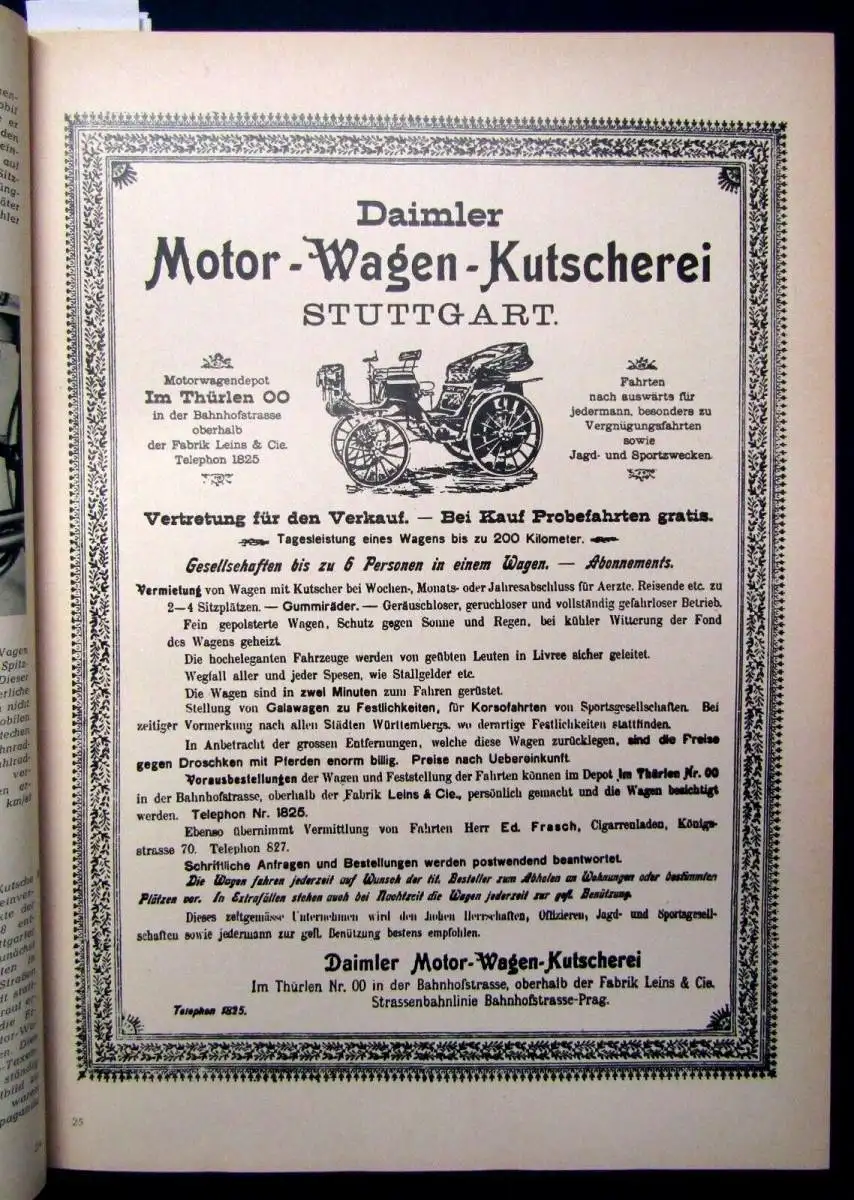 Daimler
Motor-Wagen-Kutscherei
STUTTGART.
Motorwagendepot
Im Thürlen 00
in der Bahnhofstrasse
oberhalb
der Fabrik Leins & Cie.
Telephon 1825
Fahrten
nach auswärts für
jedermann, besonders zu
Vergnügungsfahrten
sowie
Jagd- und Sportzwecken.
Vertretung für den Verkauf. — Bei Kauf Probefahrten gratis.
Tagesleistung eines Wagens bis zu 200 Kilometer.
Gesellschaften bis zu 6 Personen in einem Wagen. — Abonnements.
Vermietung von Wagen mit Kutscher bei Wochen-, Monats- oder Jahresabschluss für Aerzte. Reisende etc. zu
2—4 Sitzplätzen. — Gummiräder. — Geräuschloser, geruchloser und vollständig gefahrloser Betrieb.
Fein gepolsterte Wagen, Schutz gegen Sonne und Regen, bei kühler Witterung der Fond
des Wagens geheizt.
Die hocheleganten Fahrzeuge werden von geübten Leuten in Livree sicher geleitet.
Wegfall aller und jeder Spesen, wie Stallgelder etc.
Die Wagen sind in zwei Minuten zum Fahren gerüstet.
Stellung von Galawagen zu Festlichkeiten, für Korsofahrten von Sportsgesellschaften. Bei
zeitiger Vormerkung nach allen Städten Württembergs, wo derartige Festlichkeiten stattfinden.
In Anbetracht der grossen Entfernungen, welche diese Wagen zurücklegen, sind die Preise
gegen Droschken mit Pferden enorm billig. Preise nach Uebereinkunft.
Vorausbestellungen der Wagen und Feststellung der Fahrten können im Depot Im Thürlen Nr. 00
in der Bahnhofstrasse, oberhalb der Fabrik Leins & Cie., persönlich gemacht und die Wagen besichtigt
werden. Telephon Nr. 1825.
Ebenso übernimmt Vermittlung von Fahrten Herr Ed. Frasch, Cigarrenladen, Königs-
strasse 70. Telephon 827.
Schriftliche Anfragen und Bestellungen werden postwendend beantwortet.
Die Wagen fahren jederzeit auf Wunsch der tit. Besteller zum Abholen an Wohnungen oder bestimmten
Plätzen vor. In Extrafällen stehen auch bei Nachtzeit die Wagen jederzeit zur gefl. Benützung.
Dieses zeitgemässe Unternehmen wird den hohen Herrschaften, Offizieren, Jagd- und Sportsgesell-
schaften sowie jedermann zur gefl. Benützung bestens empfohlen.
Daimler Motor-Wagen-Kutscherei
Im Thürlen Nr. 00 in der Bahnhofstrasse, oberhalb der Fabrik Leins & Cie.
Strassenbahnlinie Bahnhofstrasse-Prag.
Telephon 1825.
25